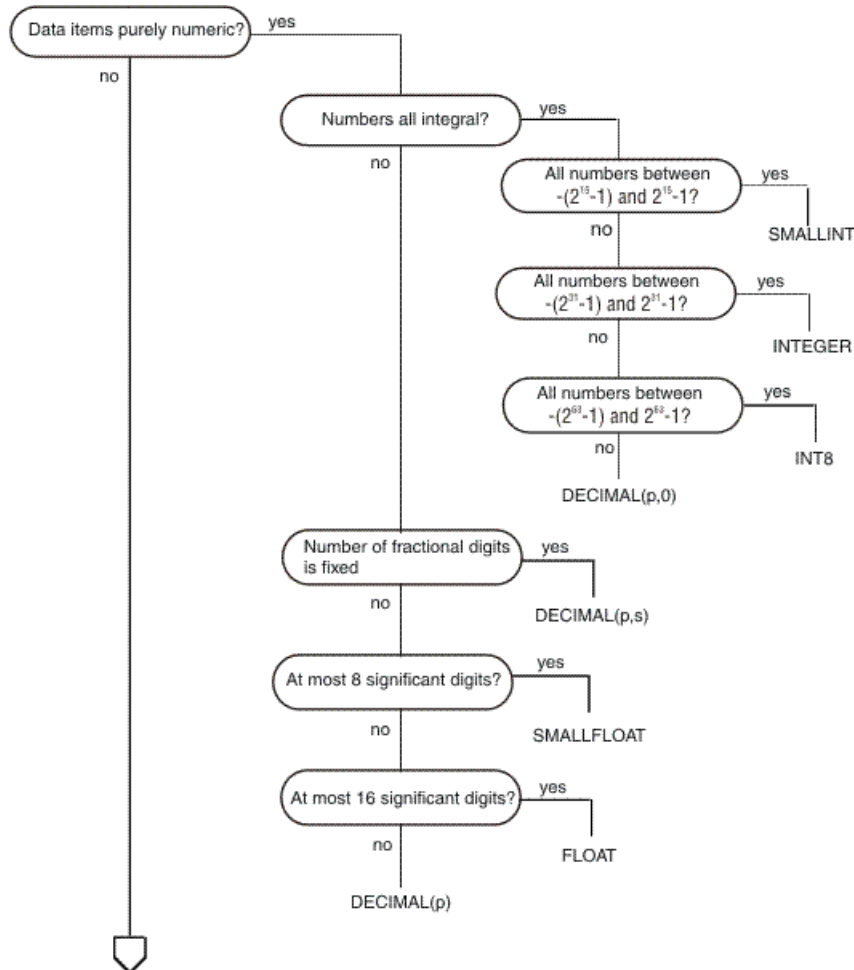 Data items purely numeric?
yes
no
Numbers all integral?
yes
no
All numbers between
-(2¹⁵-1) and 2¹⁵-1?
yes
SMALLINT
no
All numbers between
-(2³¹-1) and 2³¹-1?
yes
INTEGER
no
All numbers between
-(2⁶³-1) and 2⁶³-1?
yes
INT8
no
DECIMAL(p,0)
Number of fractional digits
is fixed
yes
DECIMAL(p,s)
no
At most 8 significant digits?
yes
SMALLFLOAT
no
At most 16 significant digits?
yes
FLOAT
no
DECIMAL(p)